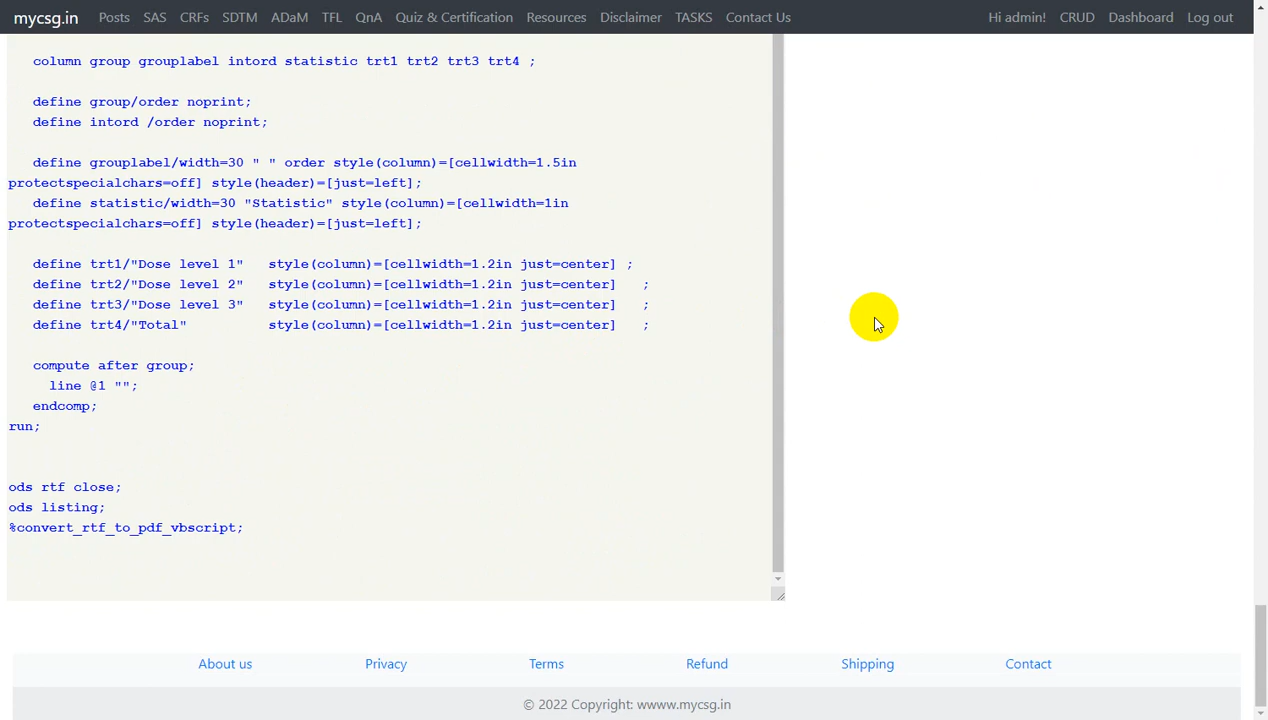 mycsg.in Posts SAS CRFs SDTM ADaM TFL QnA Quiz & Certification Resources Disclaimer TASKS Contact Us Hi admin! CRUD Dashboard Log out
column group grouplabel intord statistic trt1 trt2 trt3 trt4 ;
define group/order noprint;
define intord /order noprint;
define grouplabel/width=30 " " order style(column)=[cellwidth=1.5in
protectspecialchars=off] style(header)=[just=left];
define statistic/width=30 "Statistic" style(column)=[cellwidth=1in
protectspecialchars=off] style(header)=[just=left];
define trt1/"Dose level 1" style(column)=[cellwidth=1.2in just=center] ;
define trt2/"Dose level 2" style(column)=[cellwidth=1.2in just=center] ;
define trt3/"Dose level 3" style(column)=[cellwidth=1.2in just=center] ;
define trt4/"Total" style(column)=[cellwidth=1.2in just=center] ;
compute after group;
line @1 "";
endcomp;
run;
ods rtf close;
ods listing;
%convert_rtf_to_pdf_vbscript;
About us Privacy Terms Refund Shipping Contact
© 2022 Copyright: wwww.mycsg.in